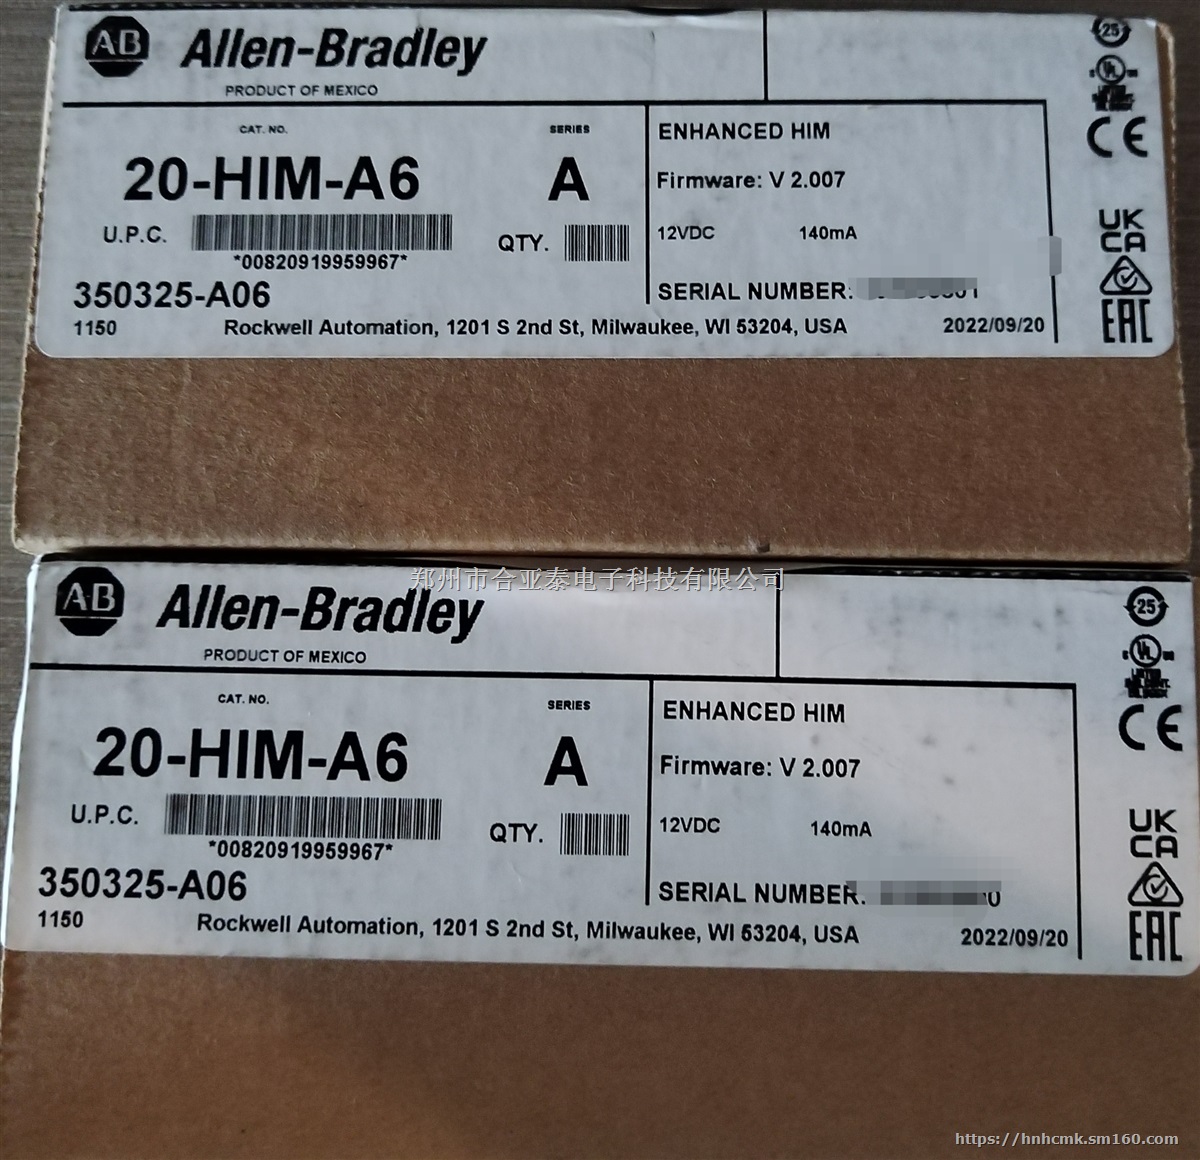 AB Allen-Bradley
PRODUCT OF MEXICO
25
UL
CAT. NO.
SERIES
ENHANCED HIM
20-HIM-A6
A
Firmware: V 2.007
CE
U.P.C.
QTY.
12VDC 140mA
*00820919959967*
UK
CA
350325-A06
SERIAL NUMBER:
1150
Rockwell Automation, 1201 S 2nd St, Milwaukee, WI 53204, USA
2022/09/20
EAC
郑州市合亚泰电子科技有限公司
AB Allen-Bradley
PRODUCT OF MEXICO
25
UL
CAT. NO.
SERIES
ENHANCED HIM
20-HIM-A6
A
Firmware: V 2.007
CE
U.P.C.
QTY.
12VDC 140mA
*00820919959967*
UK
CA
350325-A06
SERIAL NUMBER:
1150
Rockwell Automation, 1201 S 2nd St, Milwaukee, WI 53204, USA
2022/09/20
EAC
https://hnhcmk.sm160.com